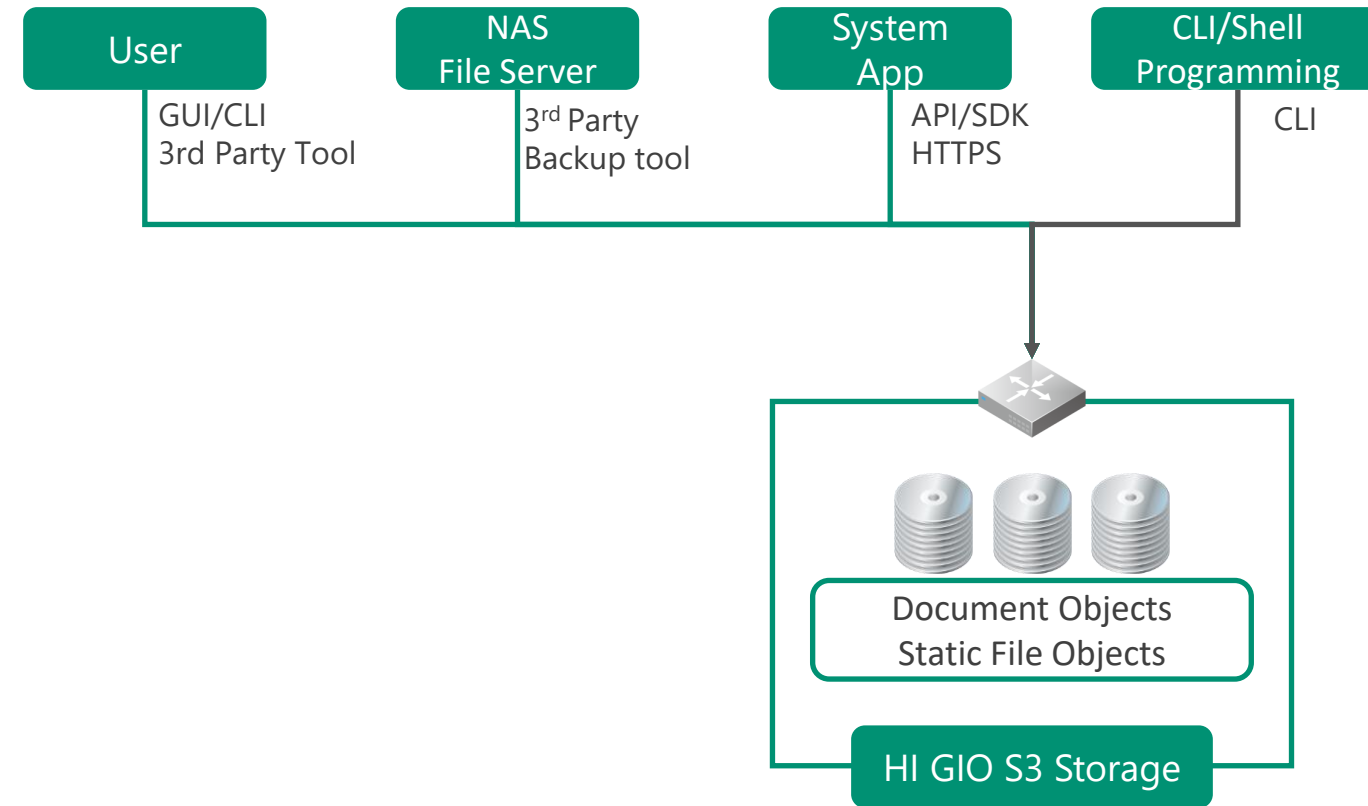 User
NAS
File Server
System
App
CLI/Shell
Programming
GUI/CLI
3rd Party Tool
3rd Party
Backup tool
API/SDK
HTTPS
CLI
Document Objects
Static File Objects
HI GIO S3 Storage